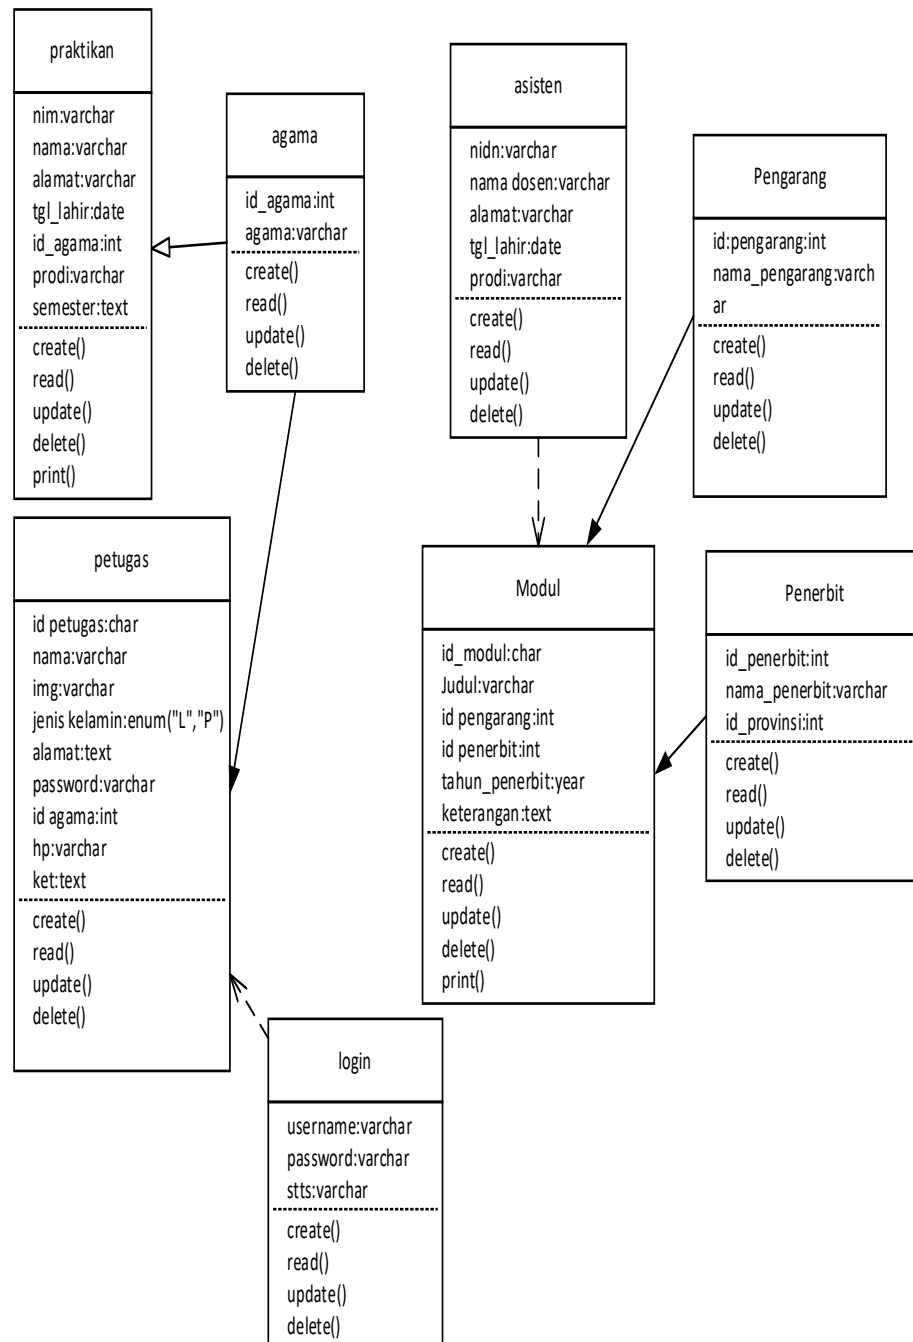 praktikan
nim:varchar
nama:varchar
alamat:varchar
tgl_lahir:date
id_agama:int
prodi:varchar
semester:text
create()
read()
update()
delete()
print()
agama
id_agama:int
agama:varchar
create()
read()
update()
delete()
asisten
nidn:varchar
nama dosen:varchar
alamat:varchar
tgl_lahir:date
prodi:varchar
create()
read()
update()
delete()
Pengarang
id:pengarang:int
nama_pengarang:varch
ar
create()
read()
update()
delete()
petugas
id petugas:char
nama:varchar
img:varchar
jenis kelamin:enum("L","P")
alamat:text
password:varchar
id agama:int
hp:varchar
ket:text
create()
read()
update()
delete()
Modul
id_modul:char
Judul:varchar
id pengarang:int
id penerbit:int
tahun_penerbit:year
keterangan:text
create()
read()
update()
delete()
print()
Penerbit
id_penerbit:int
nama_penerbit:varchar
id_provinsi:int
create()
read()
update()
delete()
login
username:varchar
password:varchar
stts:varchar
create()
read()
update()
delete()